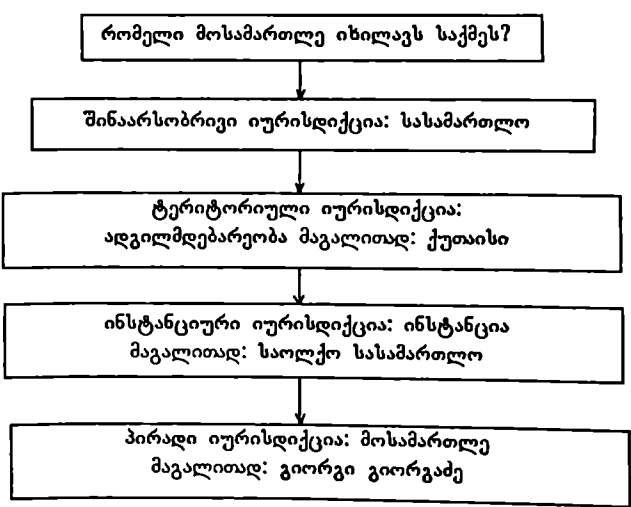 რომელი მოსამართლე იხილავს საქმეს?
შინაარსობრივი იურისდიქცია: სასამართლო
ტერიტორიული იურისდიქცია:
ადგილმდებარეობა მაგალითად: ქუთაისი
ინსტანციური იურისდიქცია: ინსტანცია
მაგალითად: საოლქო სასამართლო
პირადი იურისდიქცია: მოსამართლე
მაგალითად: გიორგი გიორგაძე